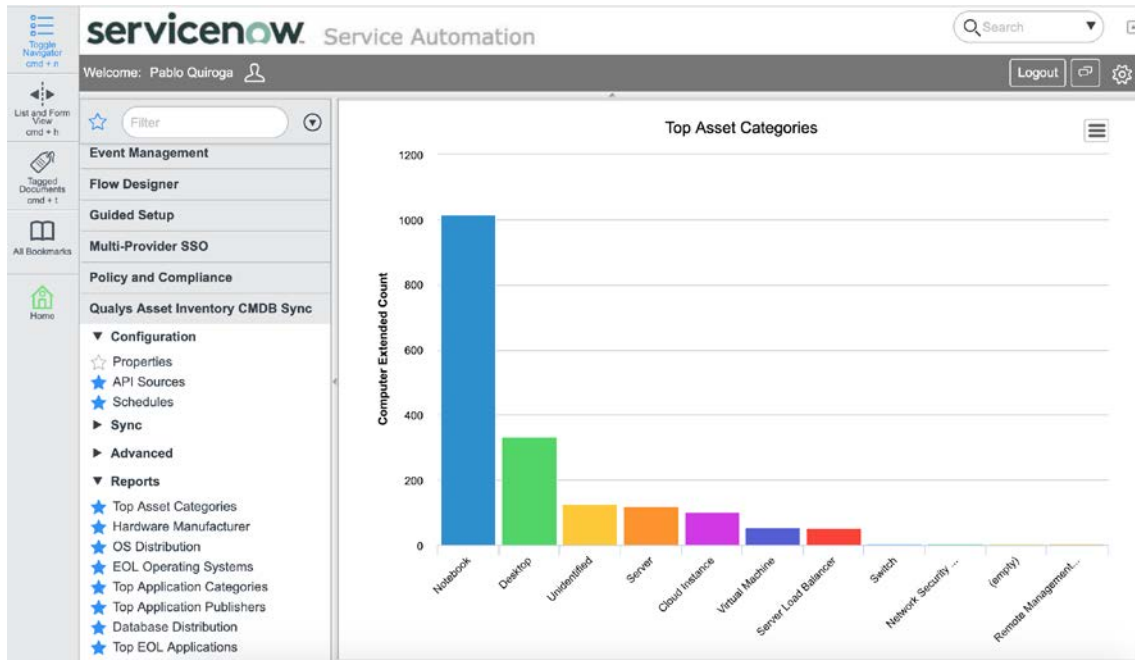 Toggle
Navigator
cmd + n
List and Form
View
cmd + h
Tagged
Documents
cmd + t
All Bookmarks
Home
servicenow. Service Automation
Search
Welcome: Pablo Quiroga
Logout
Filter
Event Management
Flow Designer
Guided Setup
Multi-Provider SSO
Policy and Compliance
Qualys Asset Inventory CMDB Sync
Configuration
Properties
API Sources
Schedules
Sync
Advanced
Reports
Top Asset Categories
Hardware Manufacturer
OS Distribution
EOL Operating Systems
Top Application Categories
Top Application Publishers
Database Distribution
Top EOL Applications
Top Asset Categories
Computer Extended Count
1200
1000
800
600
400
200
0
Notebook
Desktop
Unidentified
Server
Cloud Instance
Virtual Machine
Server Load Balancer
Switch
Network Security ...
(empty)
Remote Management...